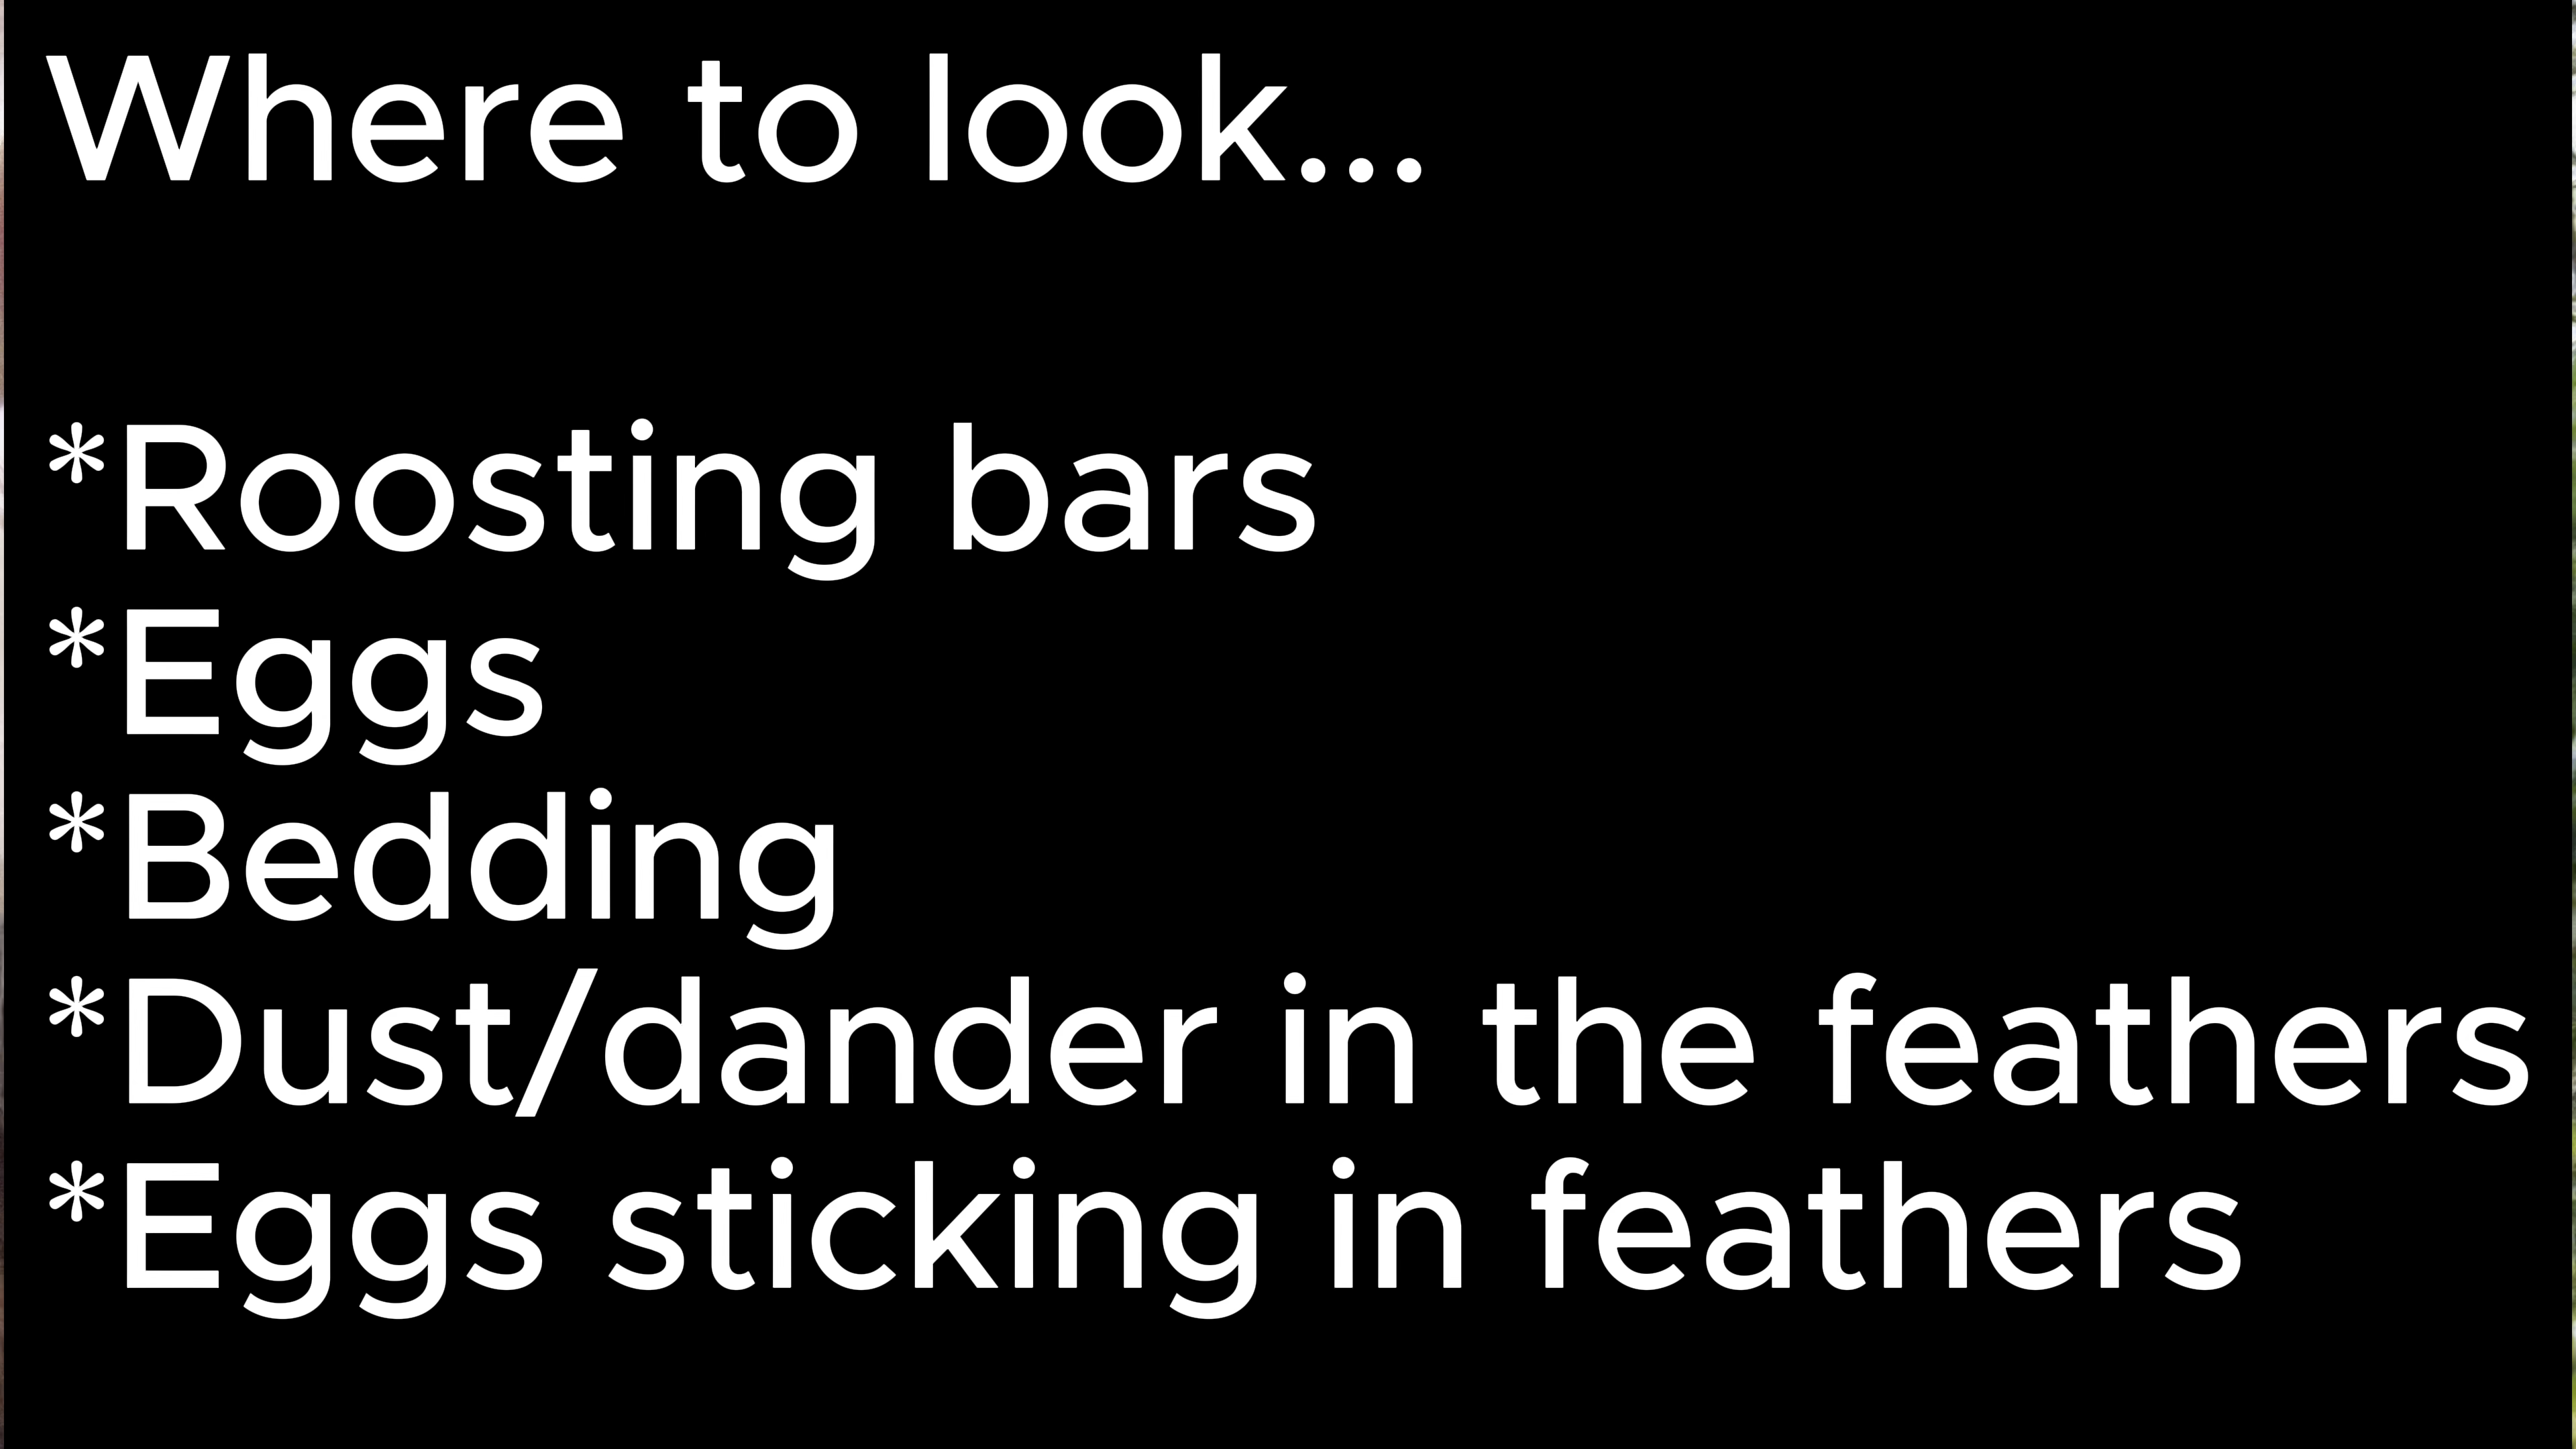 Where to look...
*Roosting bars
*Eggs
*Bedding
*Dust/dander in the feathers
*Eggs sticking in feathers